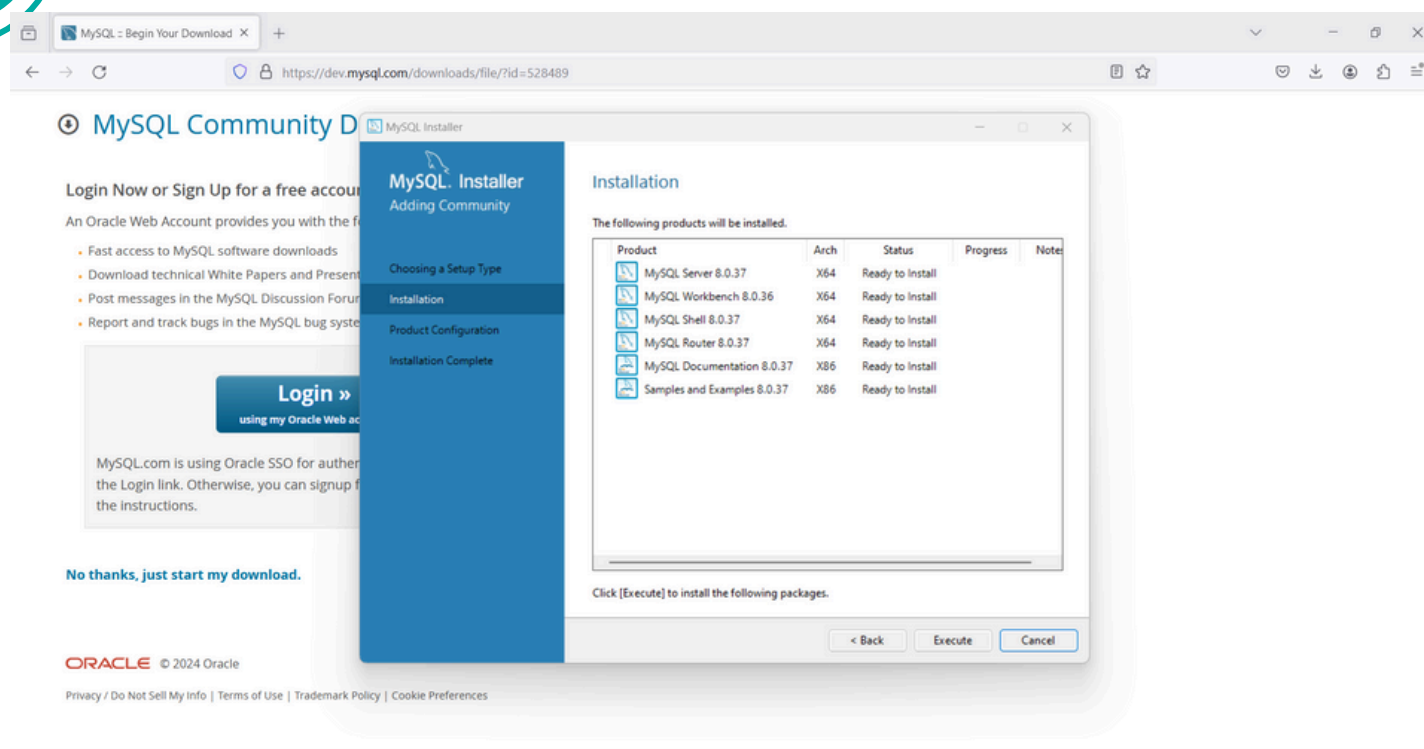 MySQL :: Begin Your Download
https://dev.mysql.com/downloads/file/?id=528489
MySQL Community D
Login Now or Sign Up for a free accou
An Oracle Web Account provides you with the f
Fast access to MySQL software downloads
Download technical White Papers and Present
Post messages in the MySQL Discussion Foru
Report and track bugs in the MySQL bug syste
Login »
using my Oracle Web ac
MySQL.com is using Oracle SSO for auther
the Login link. Otherwise, you can signup f
the instructions.
No thanks, just start my download.
ORACLE © 2024 Oracle
Privacy / Do Not Sell My Info | Terms of Use | Trademark Policy | Cookie Preferences
MySQL Installer
MySQL. Installer
Adding Community
Choosing a Setup Type
Installation
Product Configuration
Installation Complete
Installation
The following products will be installed.
Product Arch Status Progress Notes
MySQL Server 8.0.37 X64 Ready to Install
MySQL Workbench 8.0.36 X64 Ready to Install
MySQL Shell 8.0.37 X64 Ready to Install
MySQL Router 8.0.37 X64 Ready to Install
MySQL Documentation 8.0.37 X86 Ready to Install
Samples and Examples 8.0.37 X86 Ready to Install
Click [Execute] to install the following packages.
< Back Execute Cancel